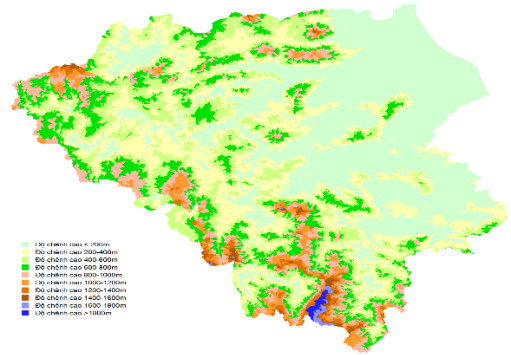 Độ chênh cao < 200m
Độ chênh cao 200-400m
Độ chênh cao 400-600m
Độ chênh cao 600-800m
Độ chênh cao 800-1000m
Độ chênh cao 1000-1200m
Độ chênh cao 1200-1400m
Độ chênh cao 1400-1600m
Độ chênh cao 1600-1800m
Độ chênh cao >1800m